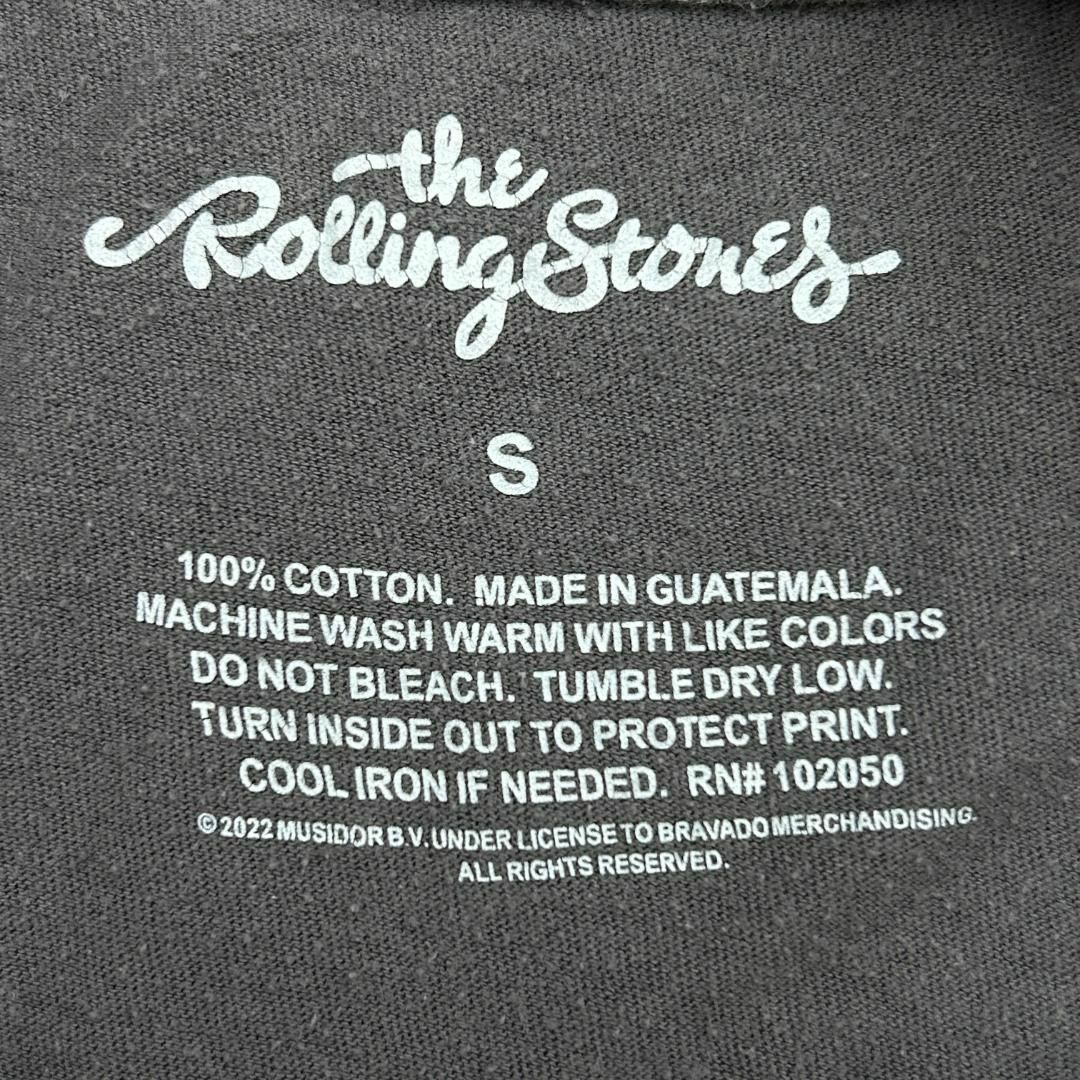 the
Rolling Stones
S
100% COTTON. MADE IN GUATEMALA.
MACHINE WASH WARM WITH LIKE COLORS
DO NOT BLEACH. TUMBLE DRY LOW.
TURN INSIDE OUT TO PROTECT PRINT.
COOL IRON IF NEEDED. RN# 102050
© 2022 MUSIDOR B.V. UNDER LICENSE TO BRAVADO MERCHANDISING.
ALL RIGHTS RESERVED.